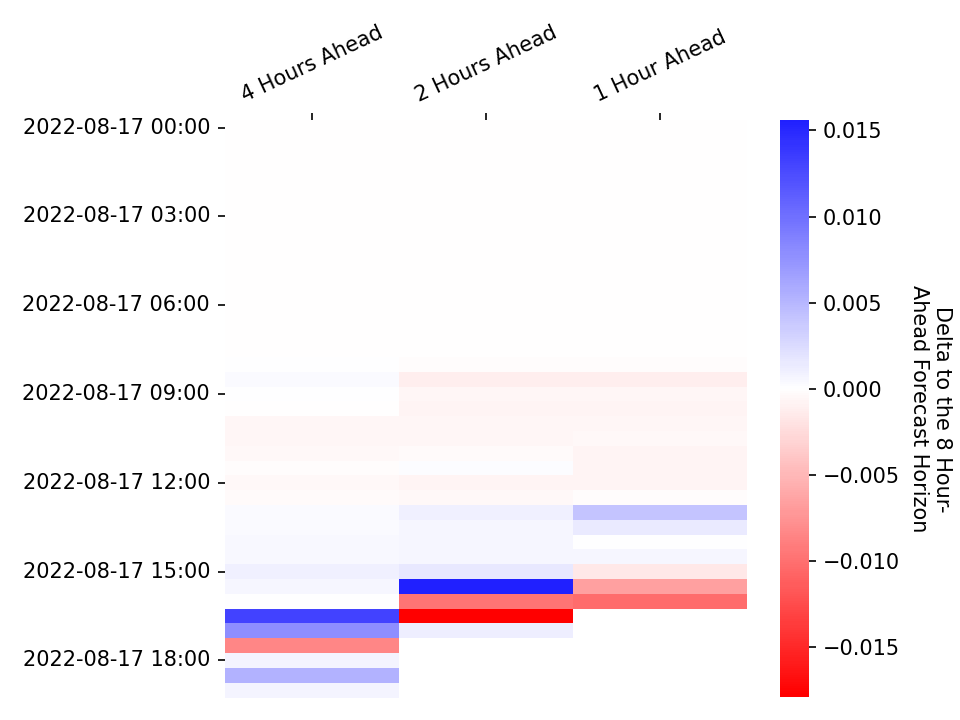 4 Hours Ahead
2 Hours Ahead
1 Hour Ahead
2022-08-17 00:00
2022-08-17 03:00
2022-08-17 06:00
2022-08-17 09:00
2022-08-17 12:00
2022-08-17 15:00
2022-08-17 18:00
0.015
0.010
0.005
0.000
−0.005
−0.010
−0.015
Delta to the 8 Hour-
Ahead Forecast Horizon